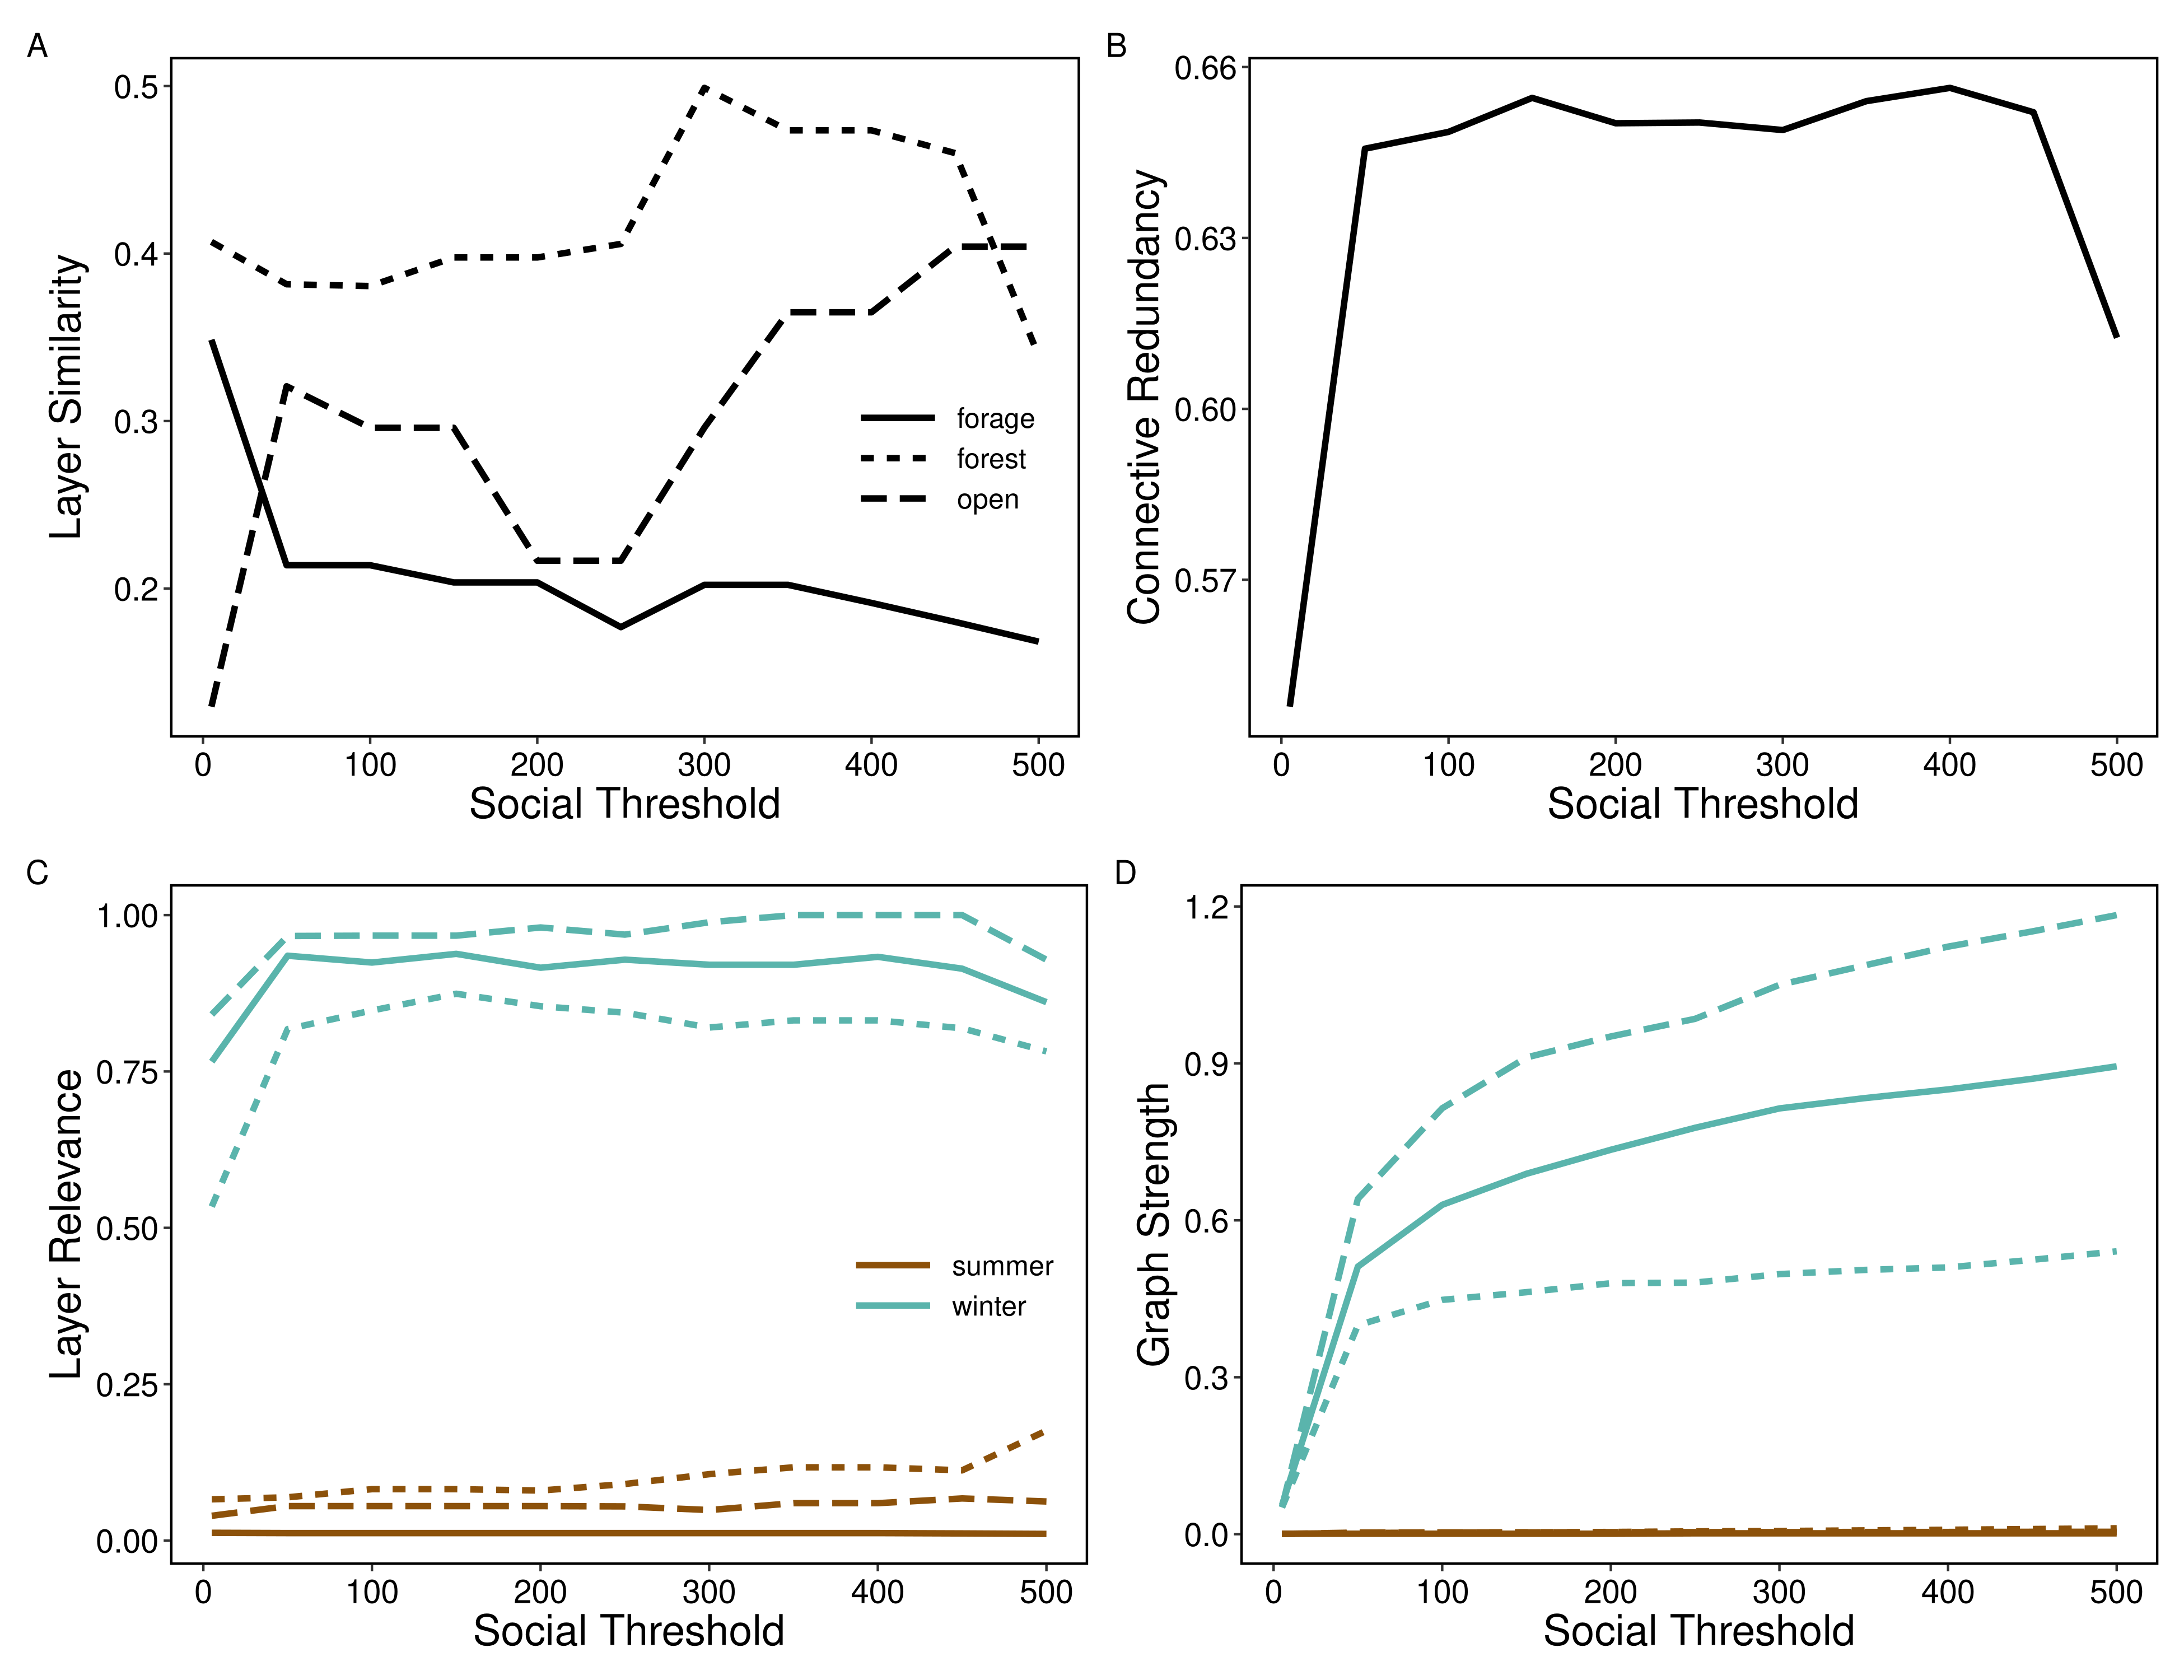 A
Layer Similarity
0.5
0.4
0.3
0.2
forage
forest
open
0 100 200 300 400 500
Social Threshold
B
Connective Redundancy
0.66
0.63
0.60
0.57
0 100 200 300 400 500
Social Threshold
C
Layer Relevance
1.00
0.75
0.50
0.25
0.00
summer
winter
0 100 200 300 400 500
Social Threshold
D
Graph Strength
1.2
0.9
0.6
0.3
0.0
0 100 200 300 400 500
Social Threshold